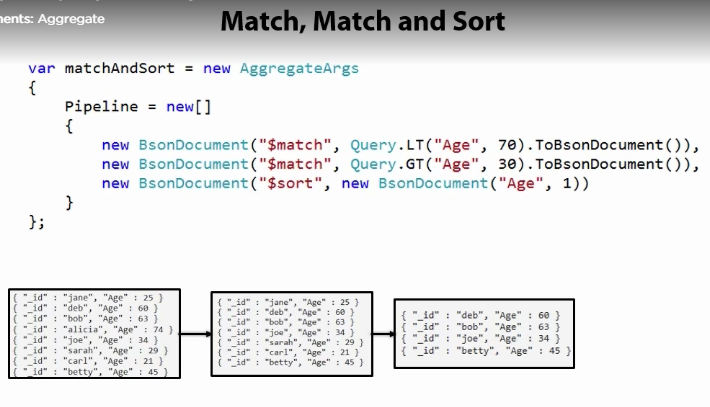 ents: Aggregate
Match, Match and Sort
var matchAndSort = new AggregateArgs
{
Pipeline = new[]
{
new BsonDocument("$match", Query.LT("Age", 70).ToBsonDocument()),
new BsonDocument("$match", Query.GT("Age", 30).ToBsonDocument()),
new BsonDocument("$sort", new BsonDocument("Age", 1))
}
};
{ "_id" : "jane", "Age" : 25 }
{ "_id" : "deb", "Age" : 60 }
{ "_id" : "bob", "Age" : 63 }
{ "_id" : "alicia", "Age" : 74 }
{ "_id" : "joe", "Age" : 34 }
{ "_id" : "sarah", "Age" : 29 }
{ "_id" : "carl", "Age" : 21 }
{ "_id" : "betty", "Age" : 45 }
{ "_id" : "jane", "Age" : 25 }
{ "_id" : "deb", "Age" : 60 }
{ "_id" : "bob", "Age" : 63 }
{ "_id" : "joe", "Age" : 34 }
{ "_id" : "sarah", "Age" : 29 }
{ "_id" : "carl", "Age" : 21 }
{ "_id" : "betty", "Age" : 45 }
{ "_id" : "deb", "Age" : 60 }
{ "_id" : "bob", "Age" : 63 }
{ "_id" : "joe", "Age" : 34 }
{ "_id" : "betty", "Age" : 45 }